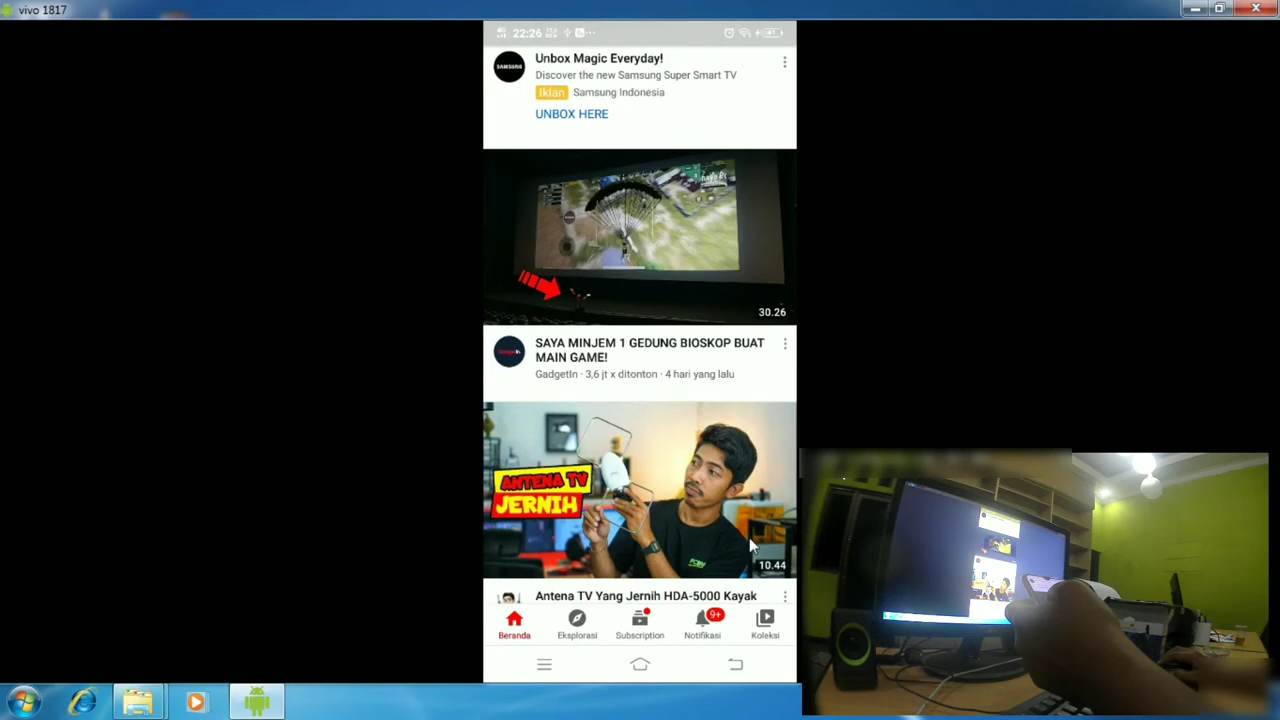 vivo 1817
22:26
Unbox Magic Everyday!
Discover the new Samsung Super Smart TV
Iklan Samsung Indonesia
UNBOX HERE
SAMSUNG
30.26
SAYA MINJEM 1 GEDUNG BIOSKOP BUAT
MAIN GAME!
GadgetIn · 3,6 jt x ditonton · 4 hari yang lalu
ANTENA TV
JERNIH
10.44
Antena TV Yang Jernih HDA-5000 Kayak
9+
Beranda
Eksplorasi
Subscription
Notifikasi
Koleksi